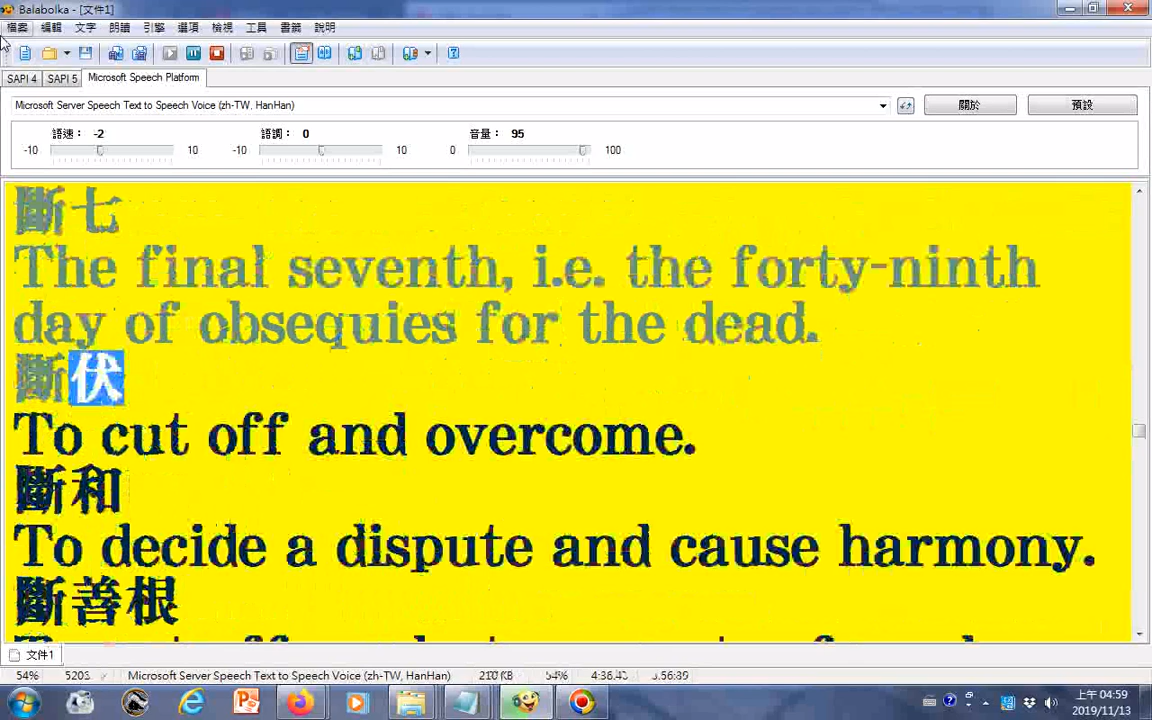 Balabolka - [文件1]
檔案 編輯 文字 朗讀 引擎 選項 檢視 工具 書籤 說明
SAPI 4 SAPI 5 Microsoft Speech Platform
Microsoft Server Speech Text to Speech Voice (zh-TW, HanHan) 關於 預設
語速： -2 語調： 0 音量： 95
-10 10 -10 10 0 100
斷七
The final seventh, i.e. the forty-ninth
day of obsequies for the dead.
斷伏
To cut off and overcome.
斷和
To decide a dispute and cause harmony.
斷善根
文件1
54% Microsoft Server Speech Text to Speech Voice (zh-TW, HanHan) 210 KB 54%
上午 04:59
2019/11/13